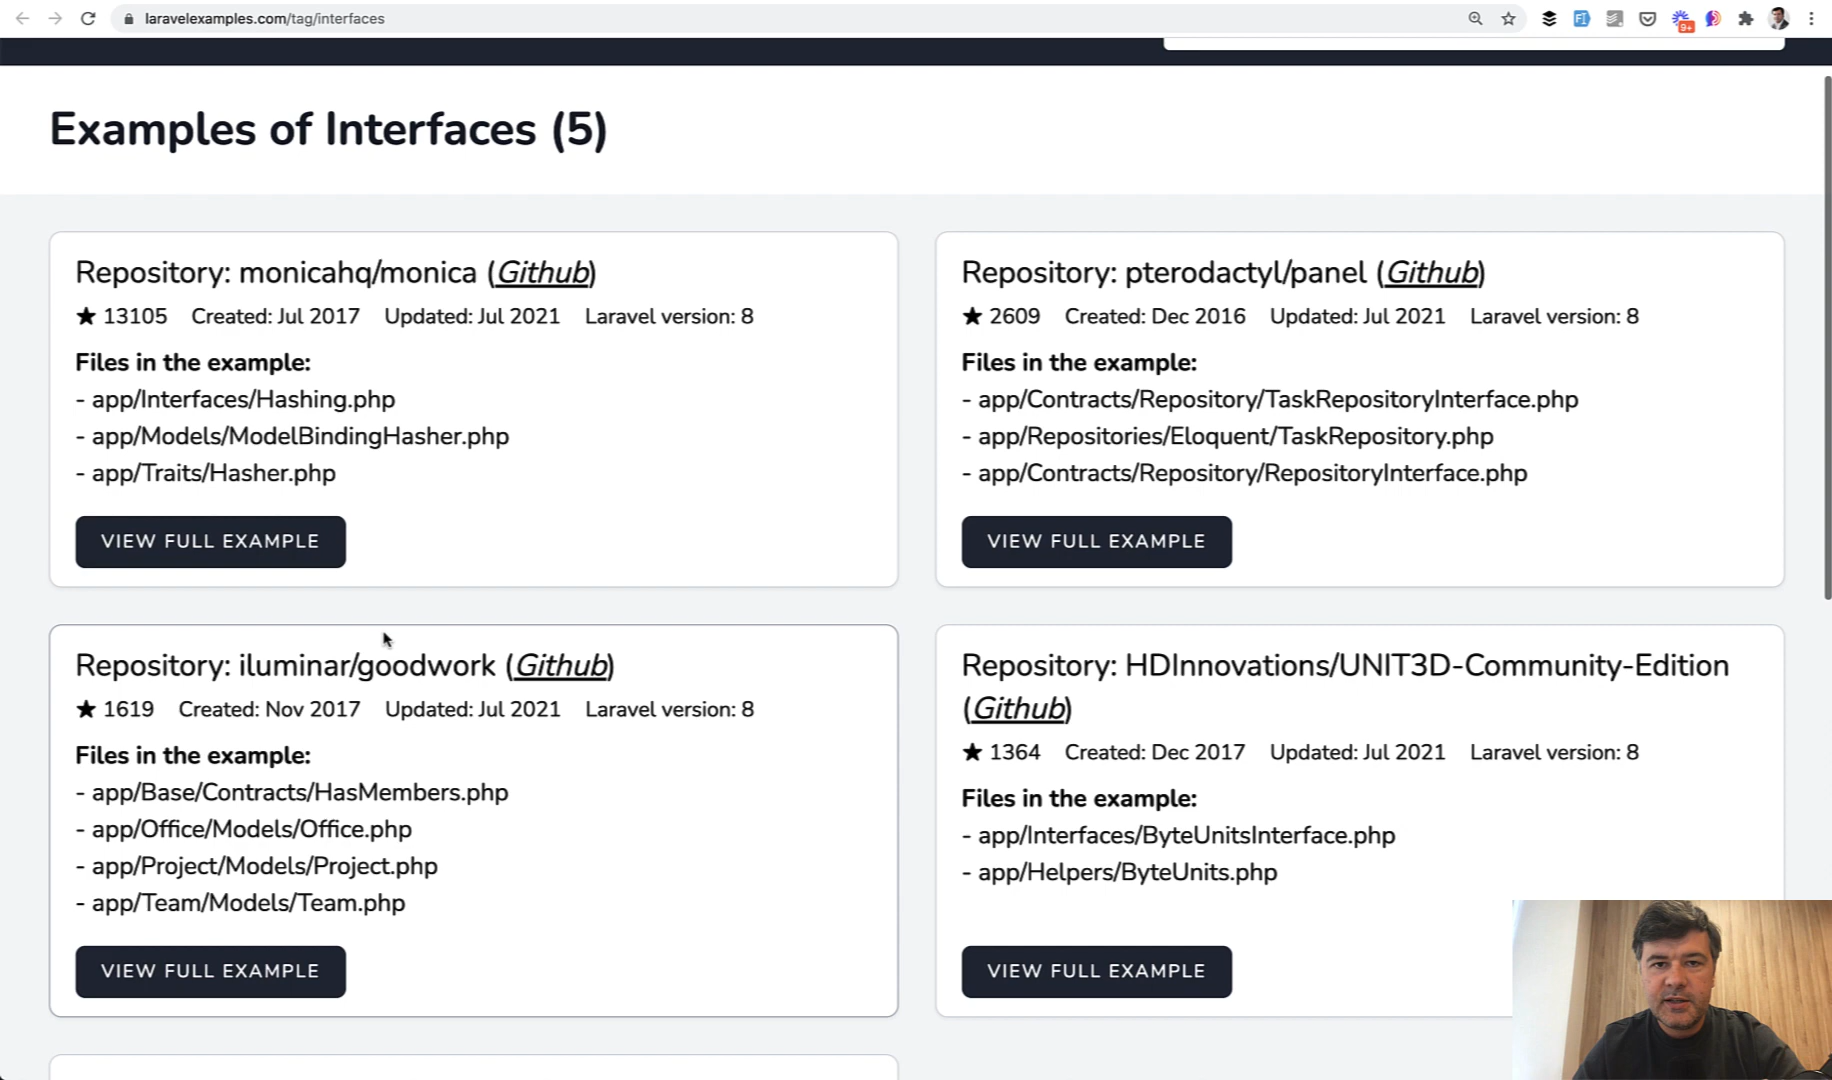 laravelexamples.com/tag/interfaces
9+
Examples of Interfaces (5)
Repository: monicahq/monica (Github)
★ 13105 Created: Jul 2017 Updated: Jul 2021 Laravel version: 8
Files in the example:
- app/Interfaces/Hashing.php
- app/Models/ModelBindingHasher.php
- app/Traits/Hasher.php
VIEW FULL EXAMPLE
Repository: pterodactyl/panel (Github)
★ 2609 Created: Dec 2016 Updated: Jul 2021 Laravel version: 8
Files in the example:
- app/Contracts/Repository/TaskRepositoryInterface.php
- app/Repositories/Eloquent/TaskRepository.php
- app/Contracts/Repository/RepositoryInterface.php
VIEW FULL EXAMPLE
Repository: iluminar/goodwork (Github)
★ 1619 Created: Nov 2017 Updated: Jul 2021 Laravel version: 8
Files in the example:
- app/Base/Contracts/HasMembers.php
- app/Office/Models/Office.php
- app/Project/Models/Project.php
- app/Team/Models/Team.php
VIEW FULL EXAMPLE
Repository: HDInnovations/UNIT3D-Community-Edition
(Github)
★ 1364 Created: Dec 2017 Updated: Jul 2021 Laravel version: 8
Files in the example:
- app/Interfaces/ByteUnitsInterface.php
- app/Helpers/ByteUnits.php
VIEW FULL EXAMPLE